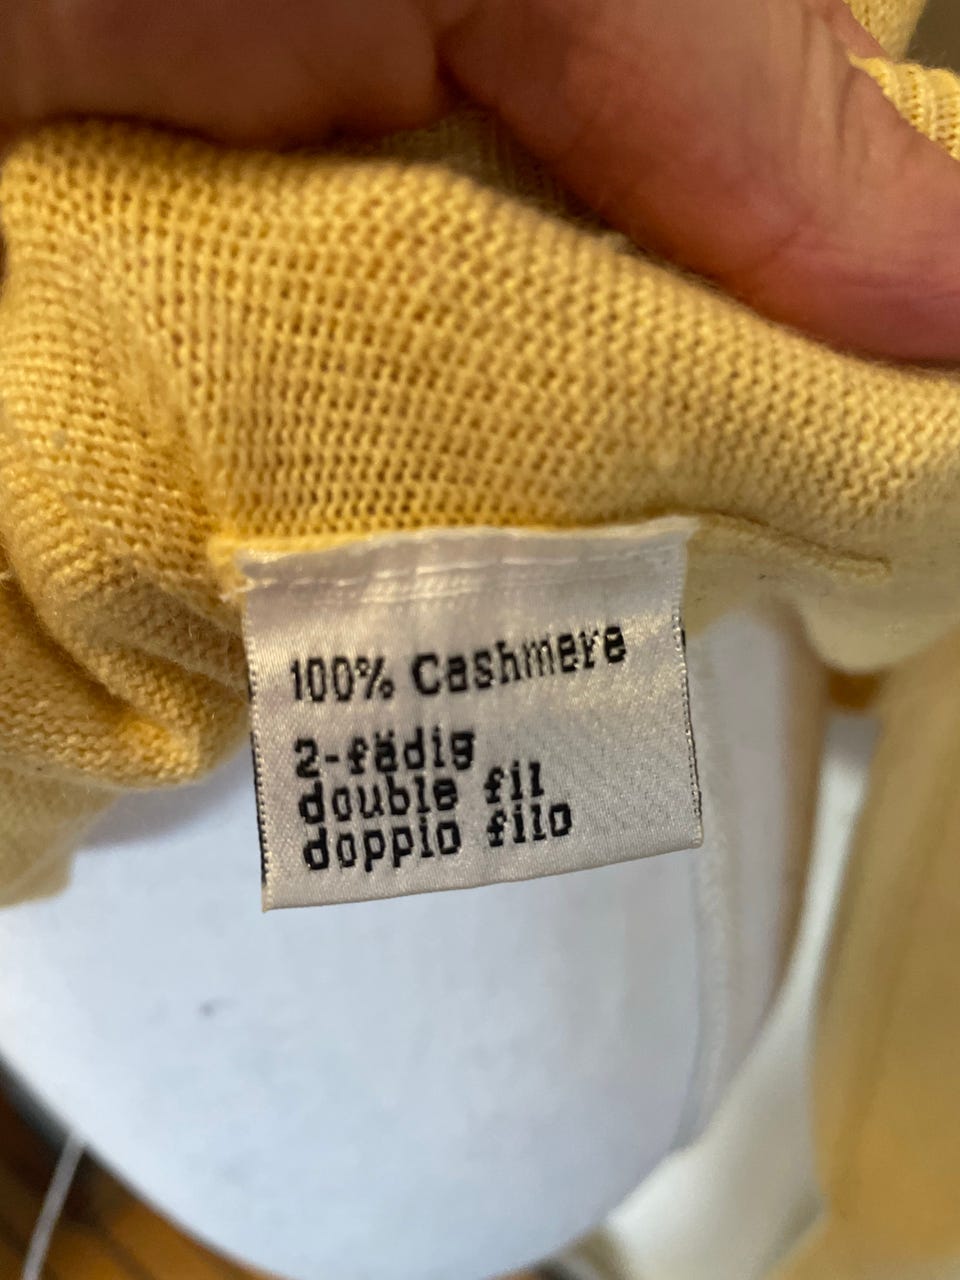 100% Cashmere
2-fädig
double fil
doppio filo